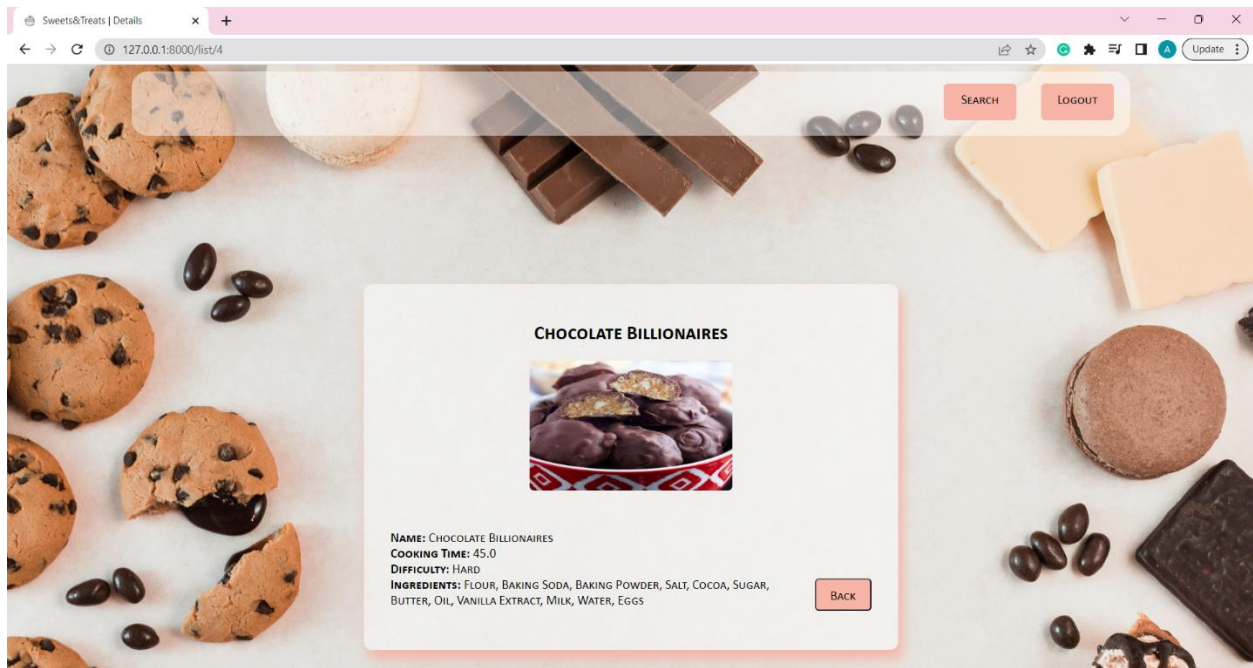 Sweets&Treats | Details
127.0.0.1:8000/list/4
A
Update
Search
Logout
Chocolate Billionaires
Name: Chocolate Billionaires
Cooking Time: 45.0
Difficulty: Hard
Ingredients: Flour, Baking Soda, Baking Powder, Salt, Cocoa, Sugar,
Butter, Oil, Vanilla Extract, Milk, Water, Eggs
Back